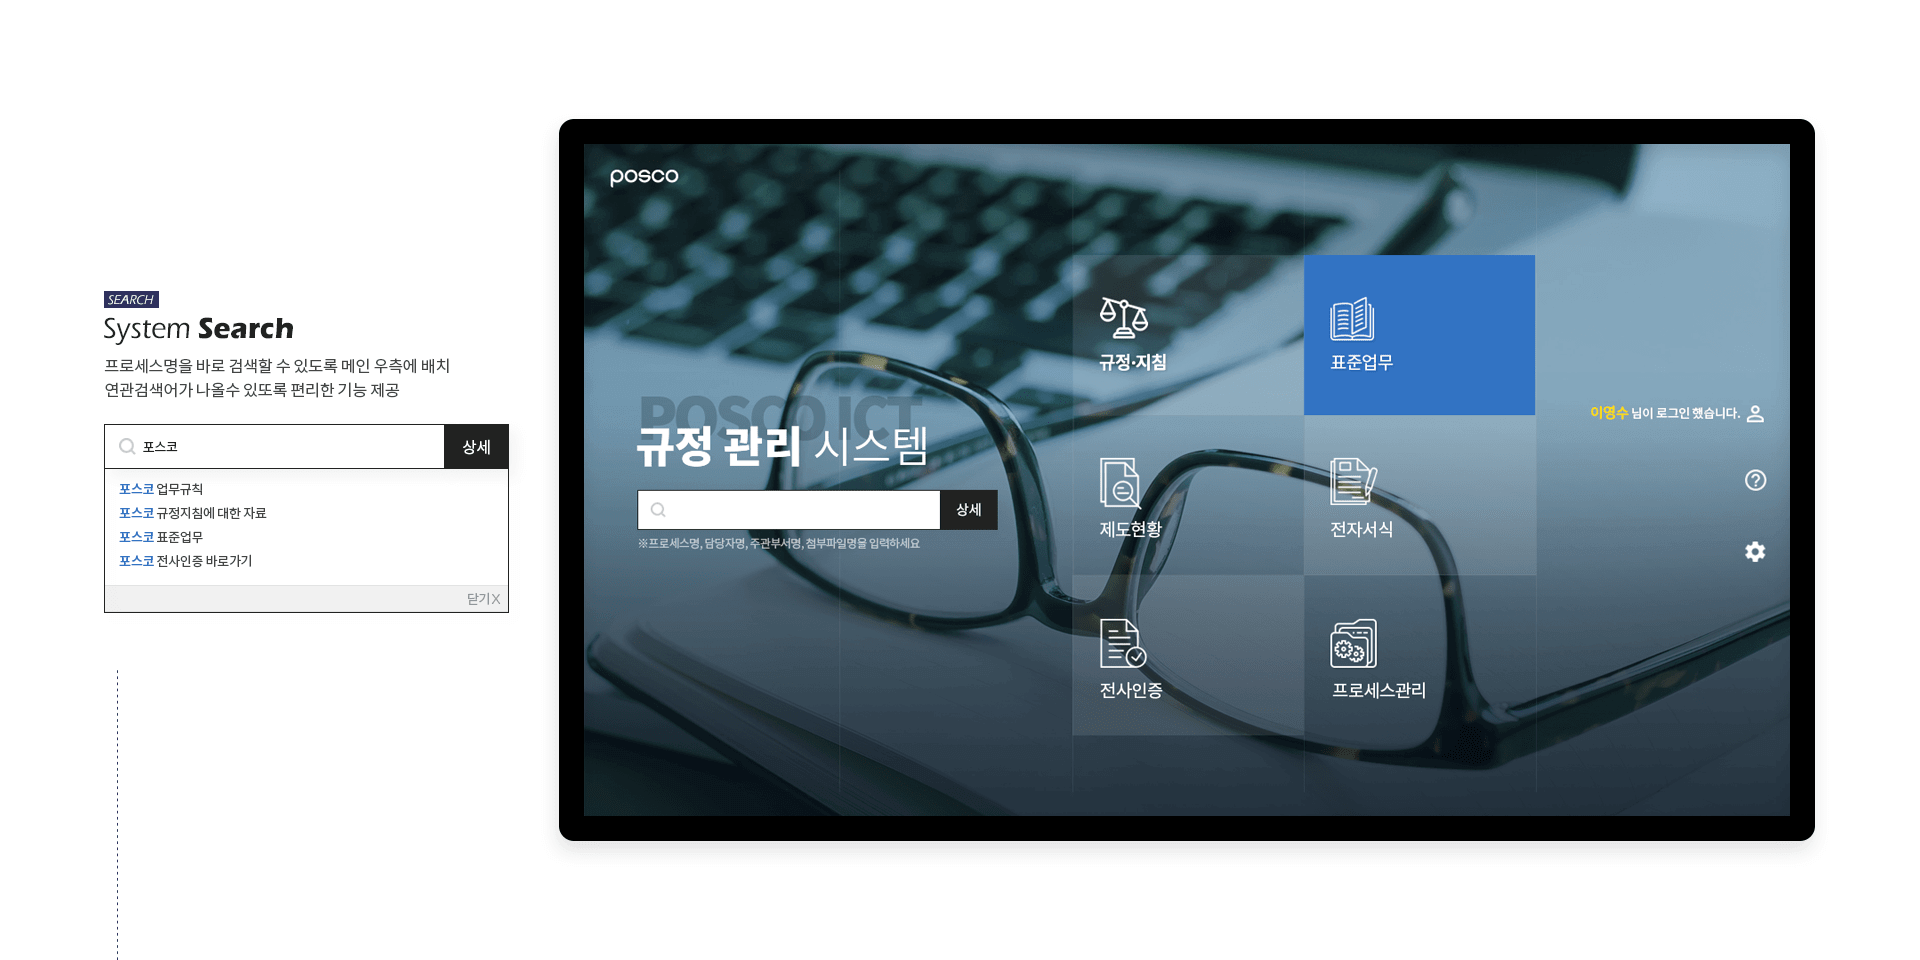 SEARCH
System Search
프로세스명을 바로 검색할 수 있도록 메인 우측에 배치
연관검색어가 나올수 있또록 편리한 기능 제공
포스코
상세
포스코 업무규칙
포스코 규정지침에 대한 자료
포스코 표준업무
포스코 전사인증 바로가기
닫기X
posco
POSCO ICT
규정 관리 시스템
상세
※프로세스명, 담당자명, 주관부서명, 첨부파일명을 입력하세요
규정·지침
표준업무
제도현황
전자서식
전사인증
프로세스관리
이영수 님이 로그인 했습니다.